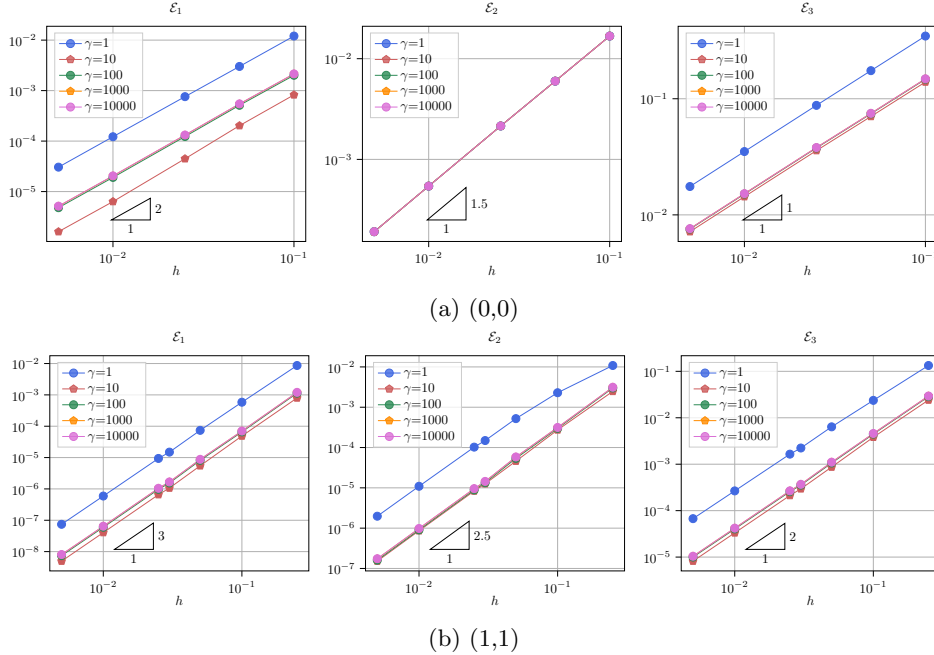 ℰ₁
ℰ₂
ℰ₃
10⁻²
10⁻³
10⁻⁴
10⁻⁵
γ=1
γ=10
γ=100
γ=1000
γ=10000
2
1
10⁻²
10⁻¹
h
10⁻²
10⁻³
γ=1
γ=10
γ=100
γ=1000
γ=10000
1.5
1
10⁻²
10⁻¹
h
10⁻¹
10⁻²
γ=1
γ=10
γ=100
γ=1000
γ=10000
1
1
10⁻²
10⁻
h
(a) (0,0)
ℰ₁
ℰ₂
ℰ₃
10⁻²
10⁻³
10⁻⁴
10⁻⁵
10⁻⁶
10⁻⁷
10⁻⁸
γ=1
γ=10
γ=100
γ=1000
γ=10000
3
1
10⁻²
10⁻¹
h
10⁻²
10⁻³
10⁻⁴
10⁻⁵
10⁻⁶
10⁻⁷
γ=1
γ=10
γ=100
γ=1000
γ=10000
2.5
1
10⁻²
10⁻¹
h
10⁻¹
10⁻²
10⁻³
10⁻⁴
10⁻⁵
γ=1
γ=10
γ=100
γ=1000
γ=10000
2
1
10⁻²
10⁻¹
h
(b) (1,1)